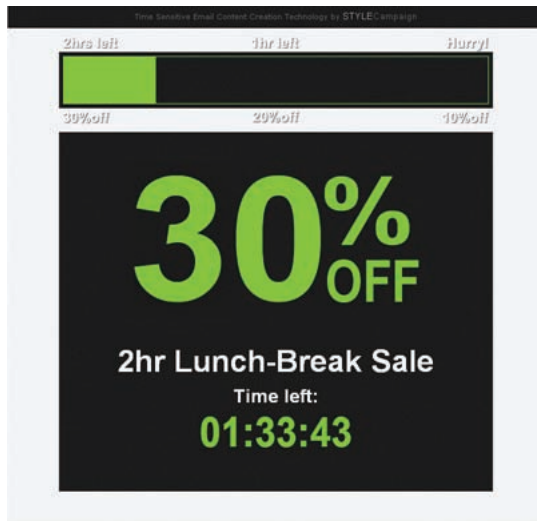 Time Sensitive Email Content Creation Technology by STYLECampaign
2hrs left 1hr left Hurry!
30%off 20%off 10%off
30%
OFF
2hr Lunch-Break Sale
Time left:
01:33:43